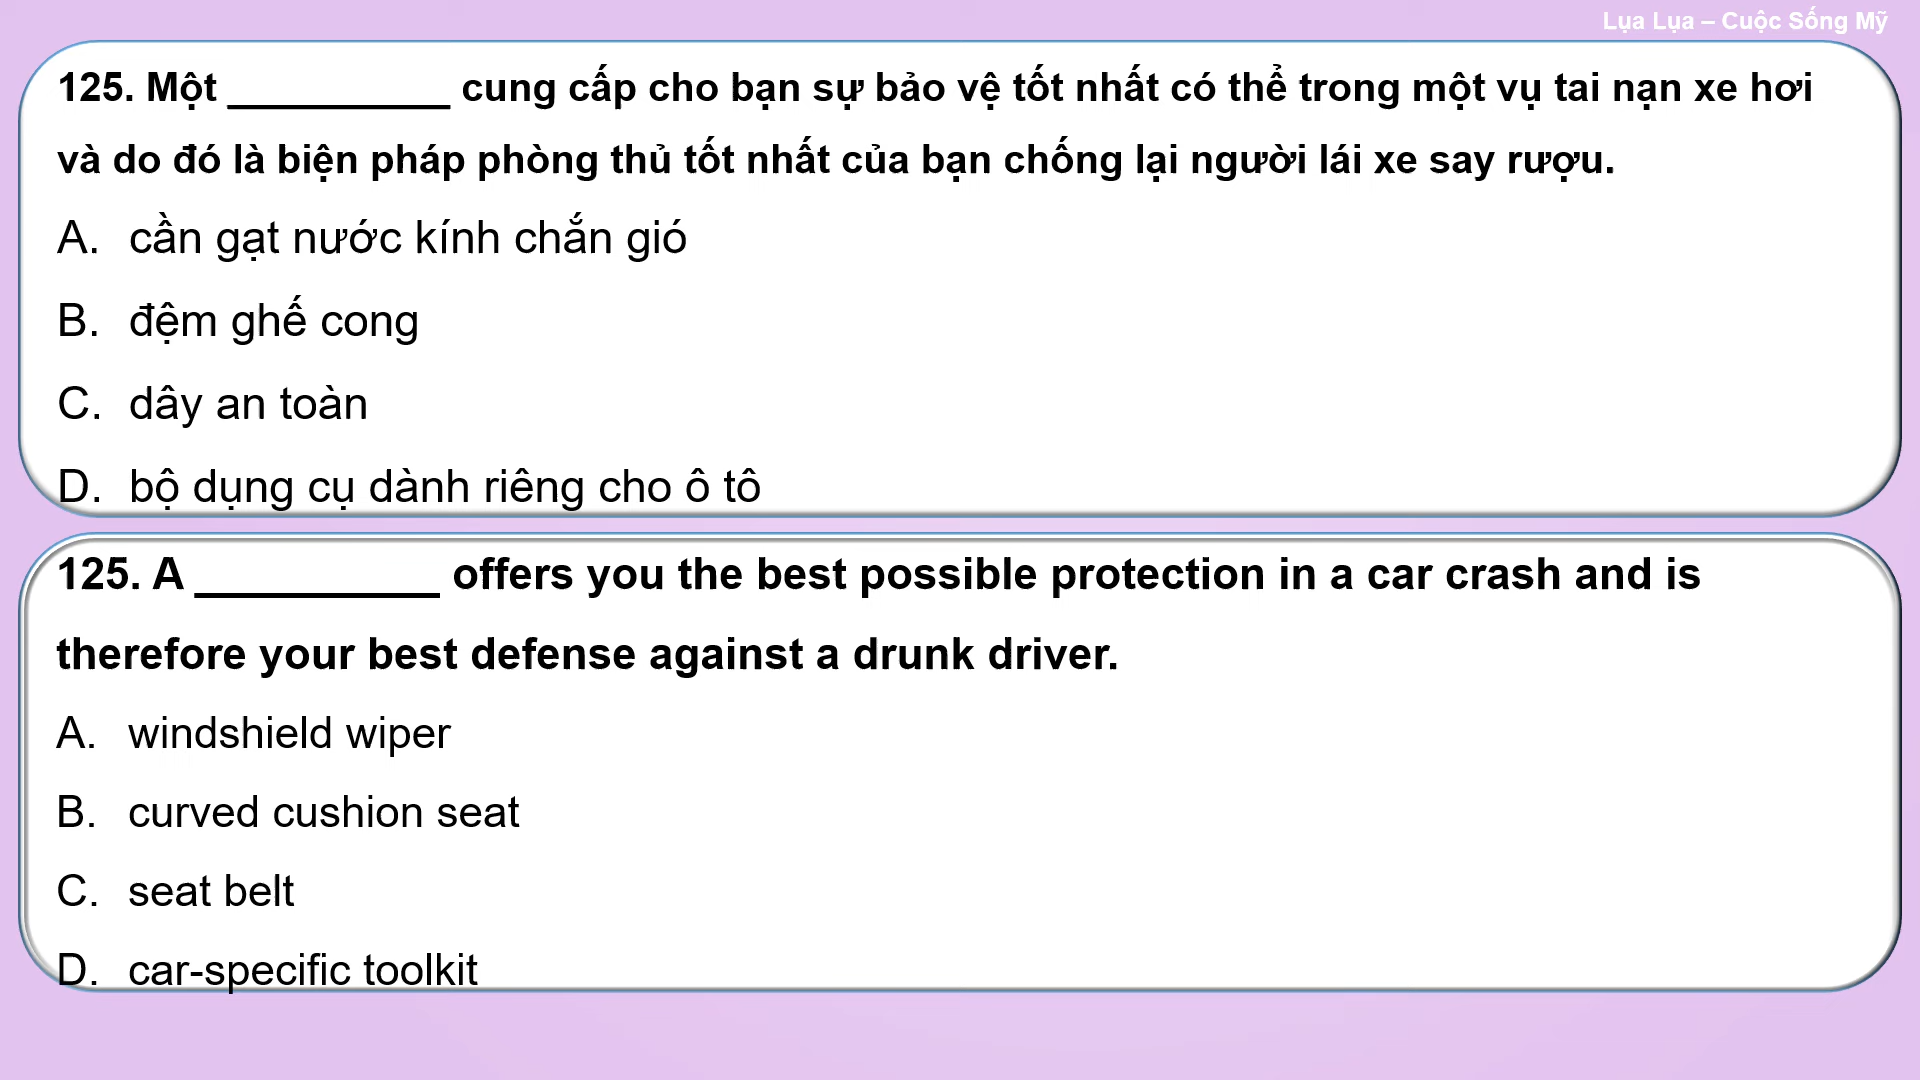 Lụa Lụa – Cuộc Sống Mỹ
125. Một __________ cung cấp cho bạn sự bảo vệ tốt nhất có thể trong một vụ tai nạn xe hơi
và do đó là biện pháp phòng thủ tốt nhất của bạn chống lại người lái xe say rượu.
A. cần gạt nước kính chắn gió
B. đệm ghế cong
C. dây an toàn
D. bộ dụng cụ dành riêng cho ô tô
125. A __________ offers you the best possible protection in a car crash and is
therefore your best defense against a drunk driver.
A. windshield wiper
B. curved cushion seat
C. seat belt
D. car-specific toolkit